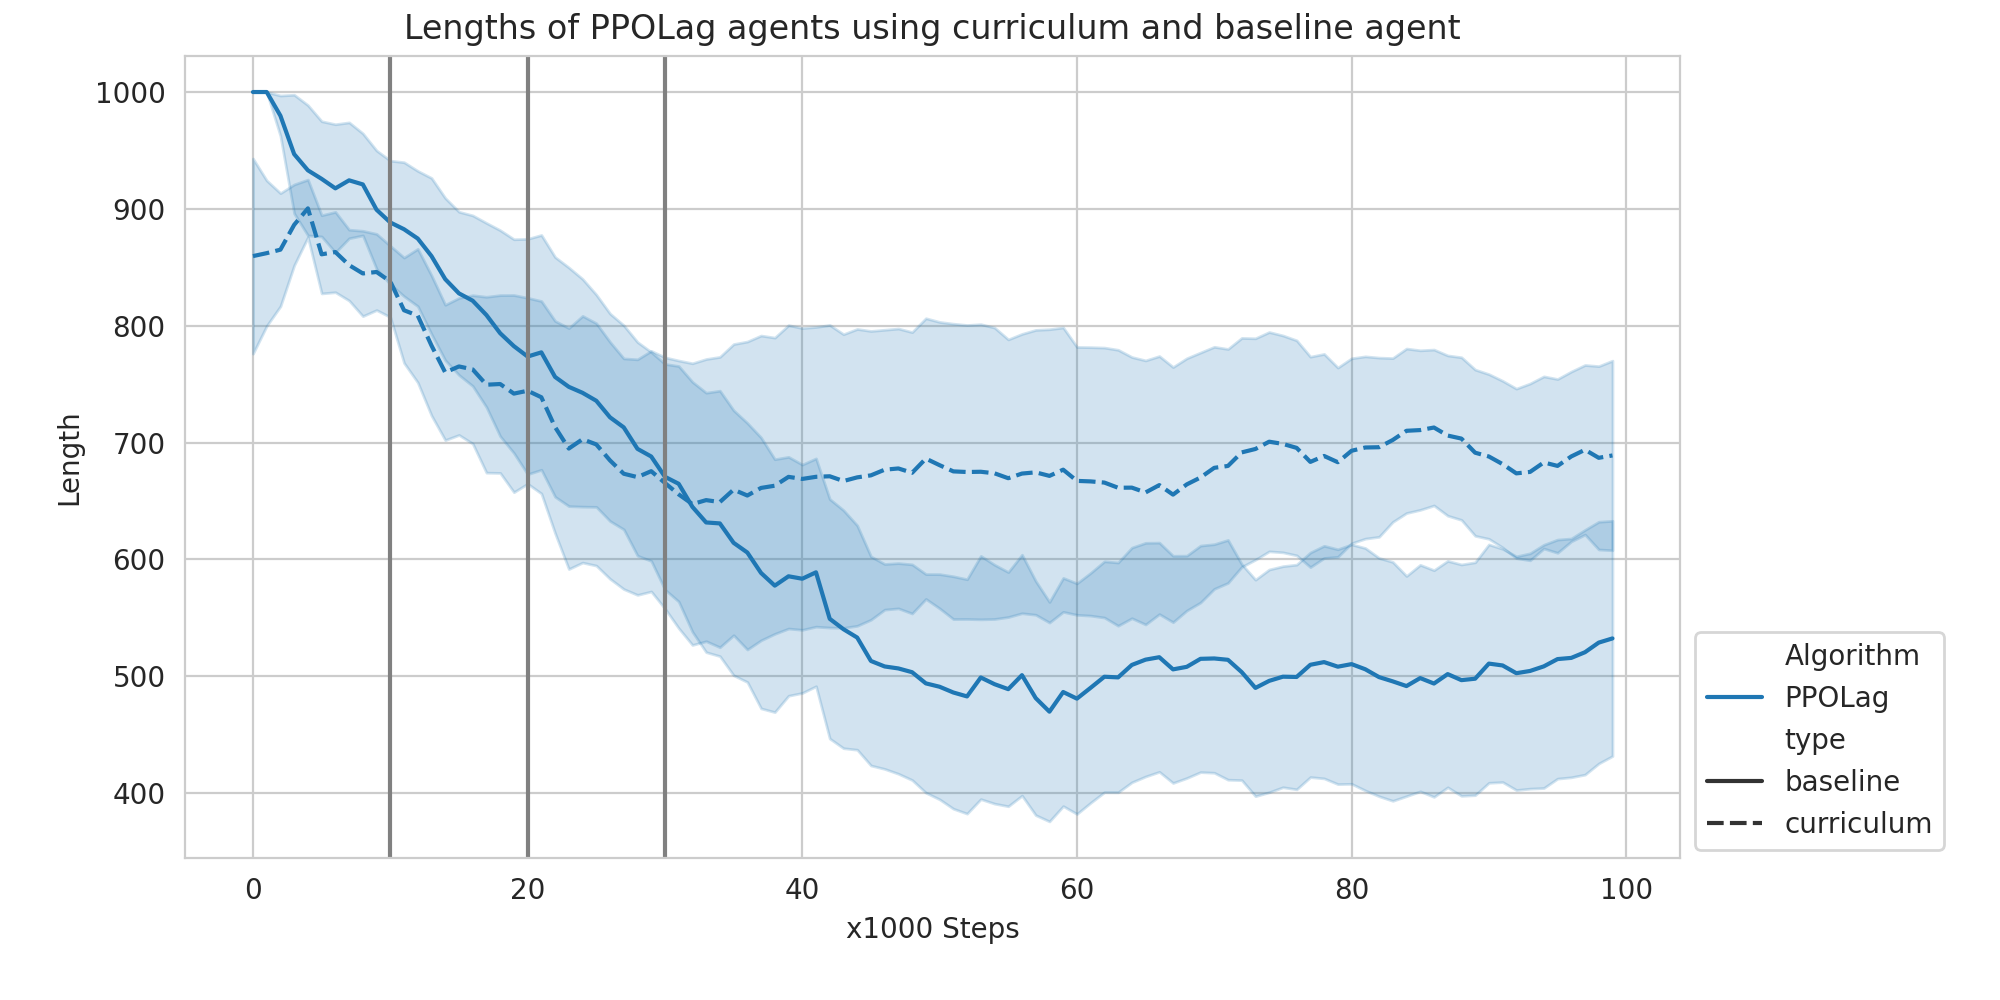 Lengths of PPOLag agents using curriculum and baseline agent
1000
900
800
700
600
500
400
Length
0 20 40 60 80 100
x1000 Steps
Algorithm
PPOLag
type
baseline
curriculum